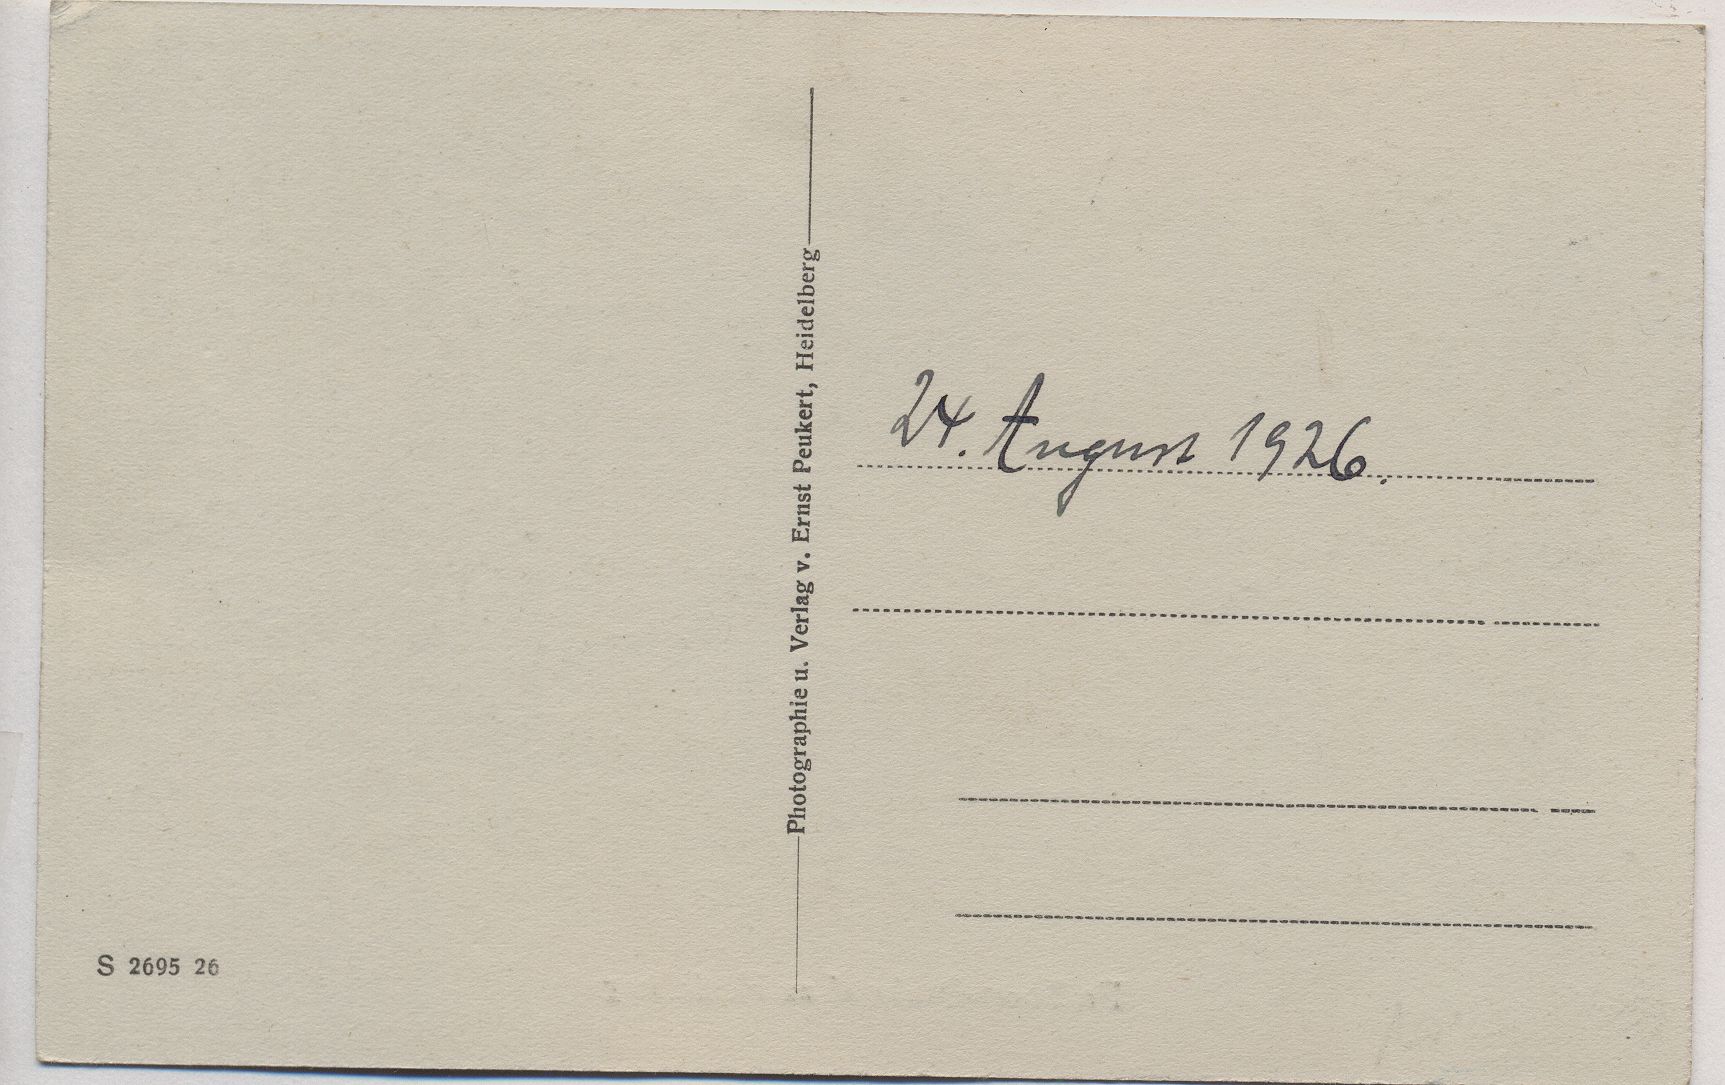 S 2695 26
Photographie u. Verlag v. Ernst Peukert, Heidelberg
24. August 1926.